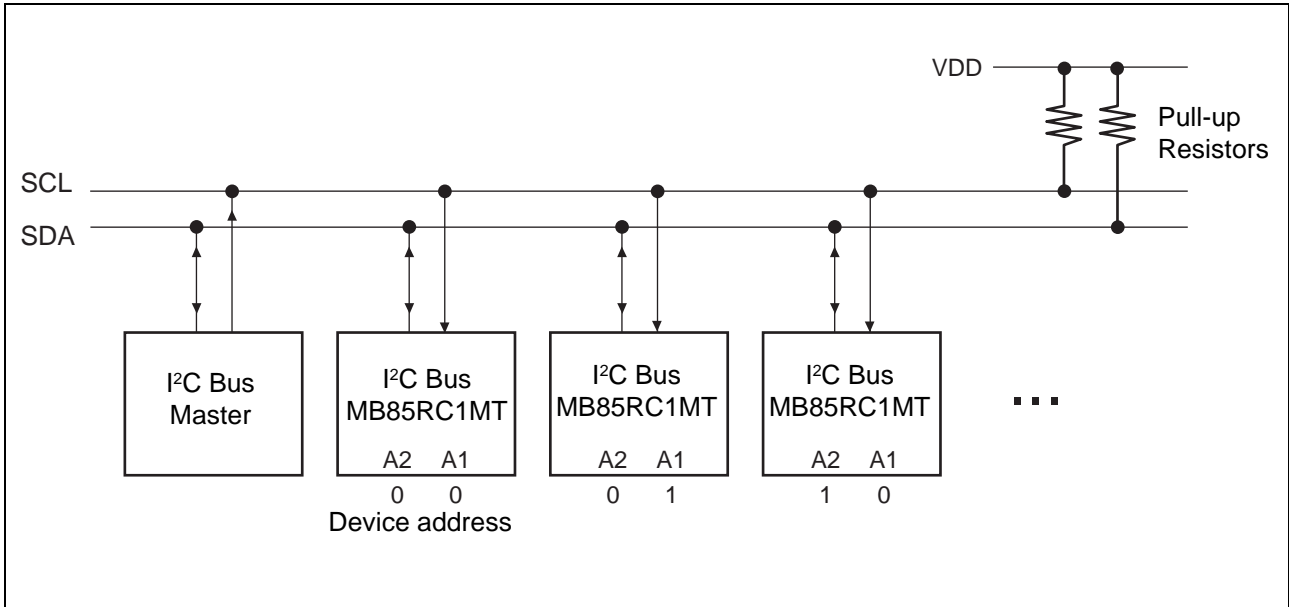 VDD
Pull-up
Resistors
SCL
SDA
I²C Bus
Master
I²C Bus
MB85RC1MT
A2 A1
0 0
Device address
I²C Bus
MB85RC1MT
A2 A1
0 1
I²C Bus
MB85RC1MT
A2 A1
1 0
...